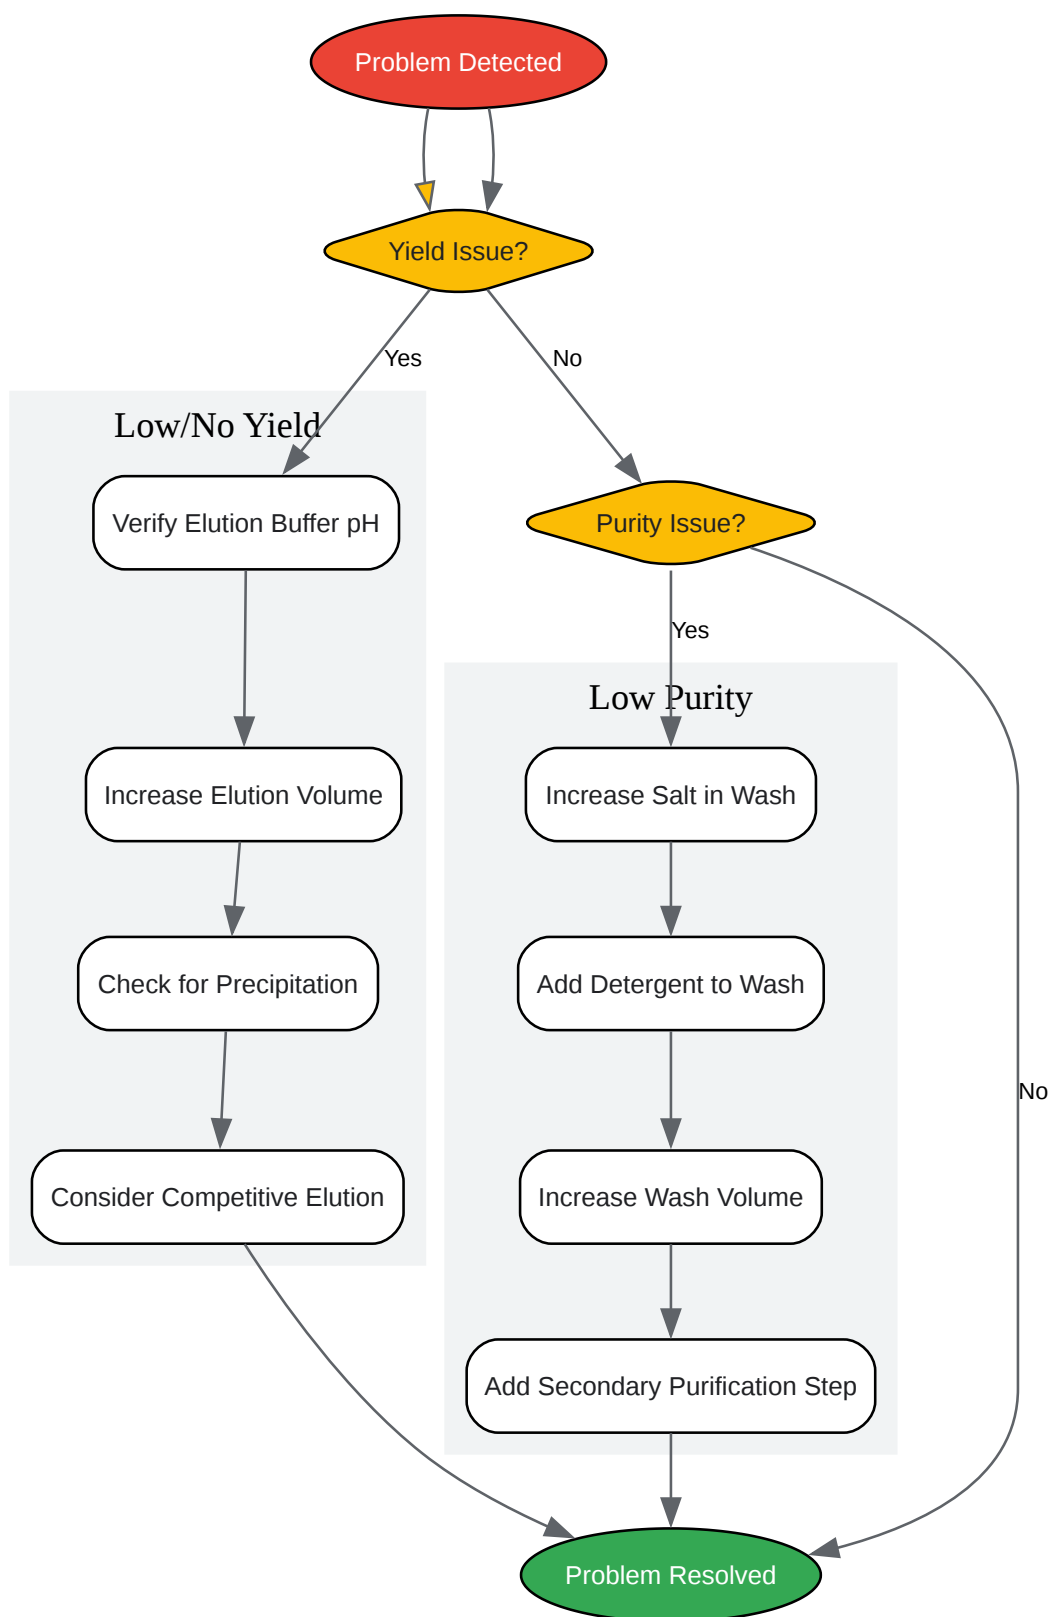 Problem Detected
Yield Issue?
Yes
No
Low/No Yield
Verify Elution Buffer pH
Purity Issue?
Yes
Low Purity
Increase Elution Volume
Increase Salt in Wash
Check for Precipitation
Add Detergent to Wash
No
Consider Competitive Elution
Increase Wash Volume
Add Secondary Purification Step
Problem Resolved